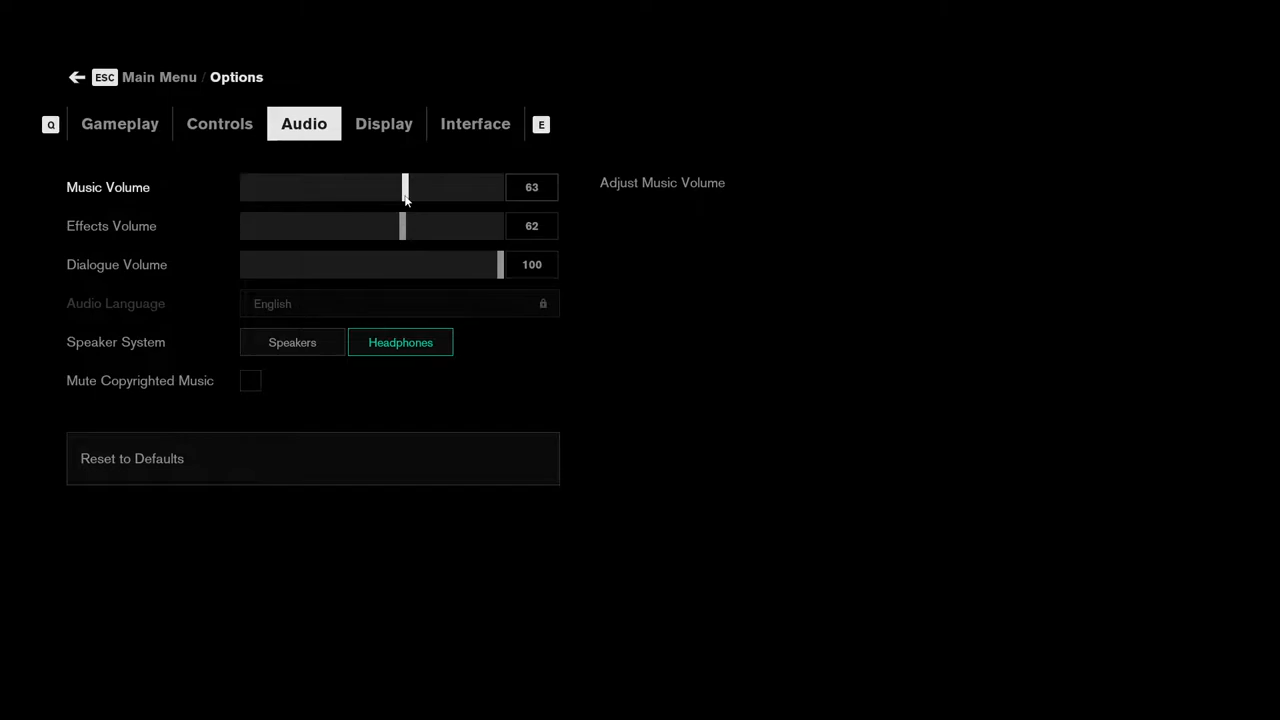 ESC Main Menu / Options
Q Gameplay Controls Audio Display Interface E
Music Volume 63 Adjust Music Volume
Effects Volume 62
Dialogue Volume 100
Audio Language English
Speaker System Speakers Headphones
Mute Copyrighted Music
Reset to Defaults